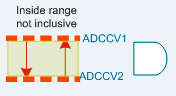 Inside range
not inclusive
ADCCV1
ADCCV2